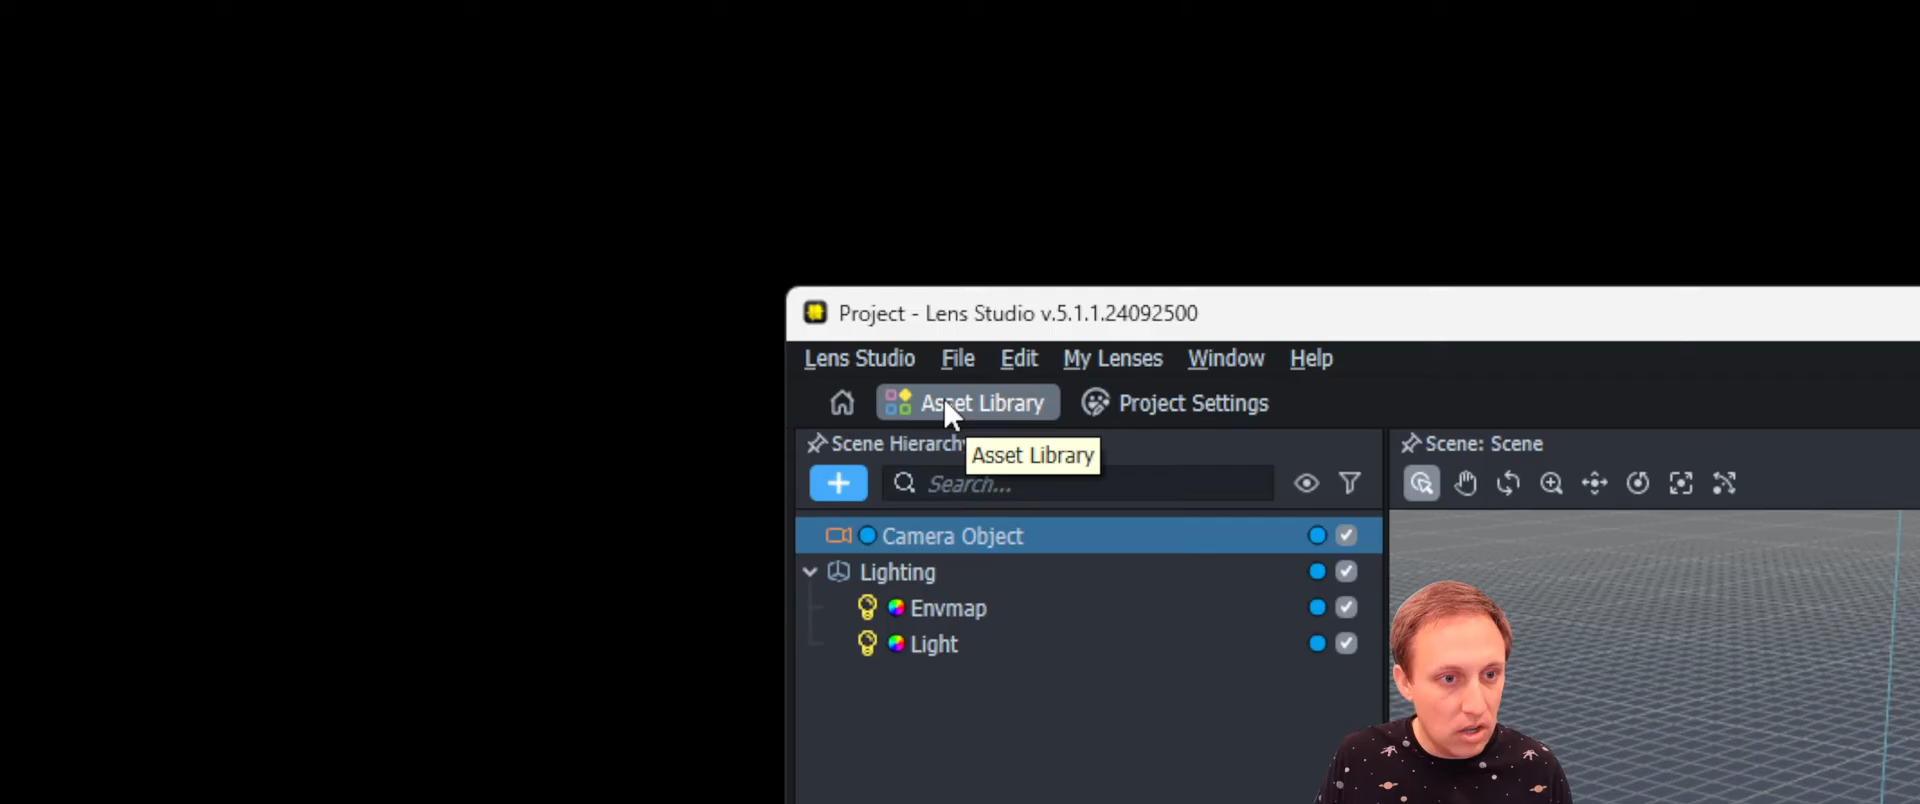 Project - Lens Studio v.5.1.1.24092500
Lens Studio File Edit My Lenses Window Help
Asset Library Project Settings
Scene Hierarchy
Asset Library
Scene: Scene
Search...
Camera Object
Lighting
Envmap
Light